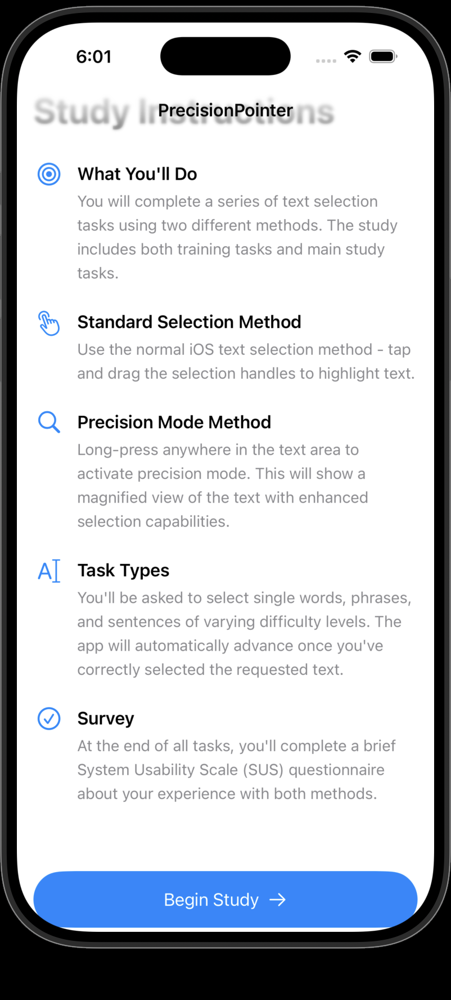 6:01
PrecisionPointer
Study Instructions
What You'll Do
You will complete a series of text selection
tasks using two different methods. The study
includes both training tasks and main study
tasks.
Standard Selection Method
Use the normal iOS text selection method - tap
and drag the selection handles to highlight text.
Precision Mode Method
Long-press anywhere in the text area to
activate precision mode. This will show a
magnified view of the text with enhanced
selection capabilities.
Task Types
You'll be asked to select single words, phrases,
and sentences of varying difficulty levels. The
app will automatically advance once you've
correctly selected the requested text.
Survey
At the end of all tasks, you'll complete a brief
System Usability Scale (SUS) questionnaire
about your experience with both methods.
Begin Study →